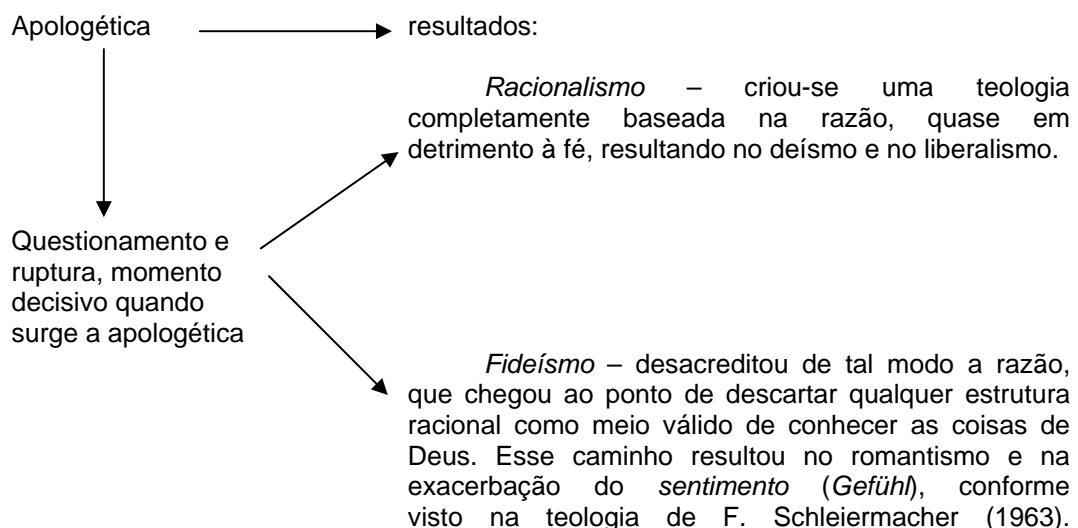 Apologética
resultados:
Racionalismo – criou-se uma teologia
completamente baseada na razão, quase em
detrimento à fé, resultando no deísmo e no liberalismo.
Questionamento e
ruptura, momento
decisivo quando
surge a apologética
Fideísmo – desacreditou de tal modo a razão,
que chegou ao ponto de descartar qualquer estrutura
racional como meio válido de conhecer as coisas de
Deus. Esse caminho resultou no romantismo e na
exacerbação do sentimento (Gefühl), conforme
visto na teologia de F. Schleiermacher (1963).